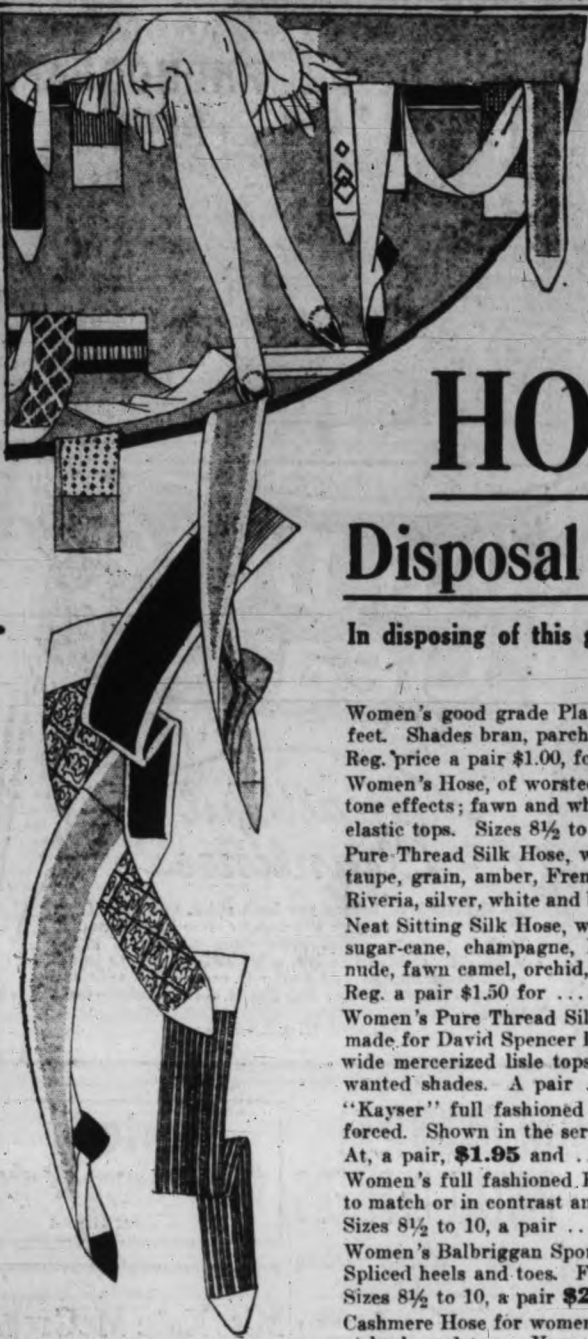 HO
Disposal
In disposing of this g
Women's good grade Pla
feet. Shades bran, parch
Reg. price a pair $1.00, fo
Women's Hose, of worste
tone effects; fawn and wh
elastic tops. Sizes 8½ to
Pure Thread Silk Hose, w
taupe, grain, amber, Fren
Riveria, silver, white and
Neat Sitting Silk Hose, w
sugar-cane, champagne,
nude, fawn camel, orchid,
Reg. a pair $1.50 for ...
Women's Pure Thread Sil
made for David Spencer
wide mercerized lisle tops
wanted shades. A pair
"Kayser" full fashioned
forced. Shown in the ser
At, a pair, $1.95 and ..
Women's full fashioned
to match or in contrast an
Sizes 8½ to 10, a pair ..
Women's Balbriggan Spor
Spliced heels and toes. F
Sizes 8½ to 10, a pair $2
Cashmere Hose for women